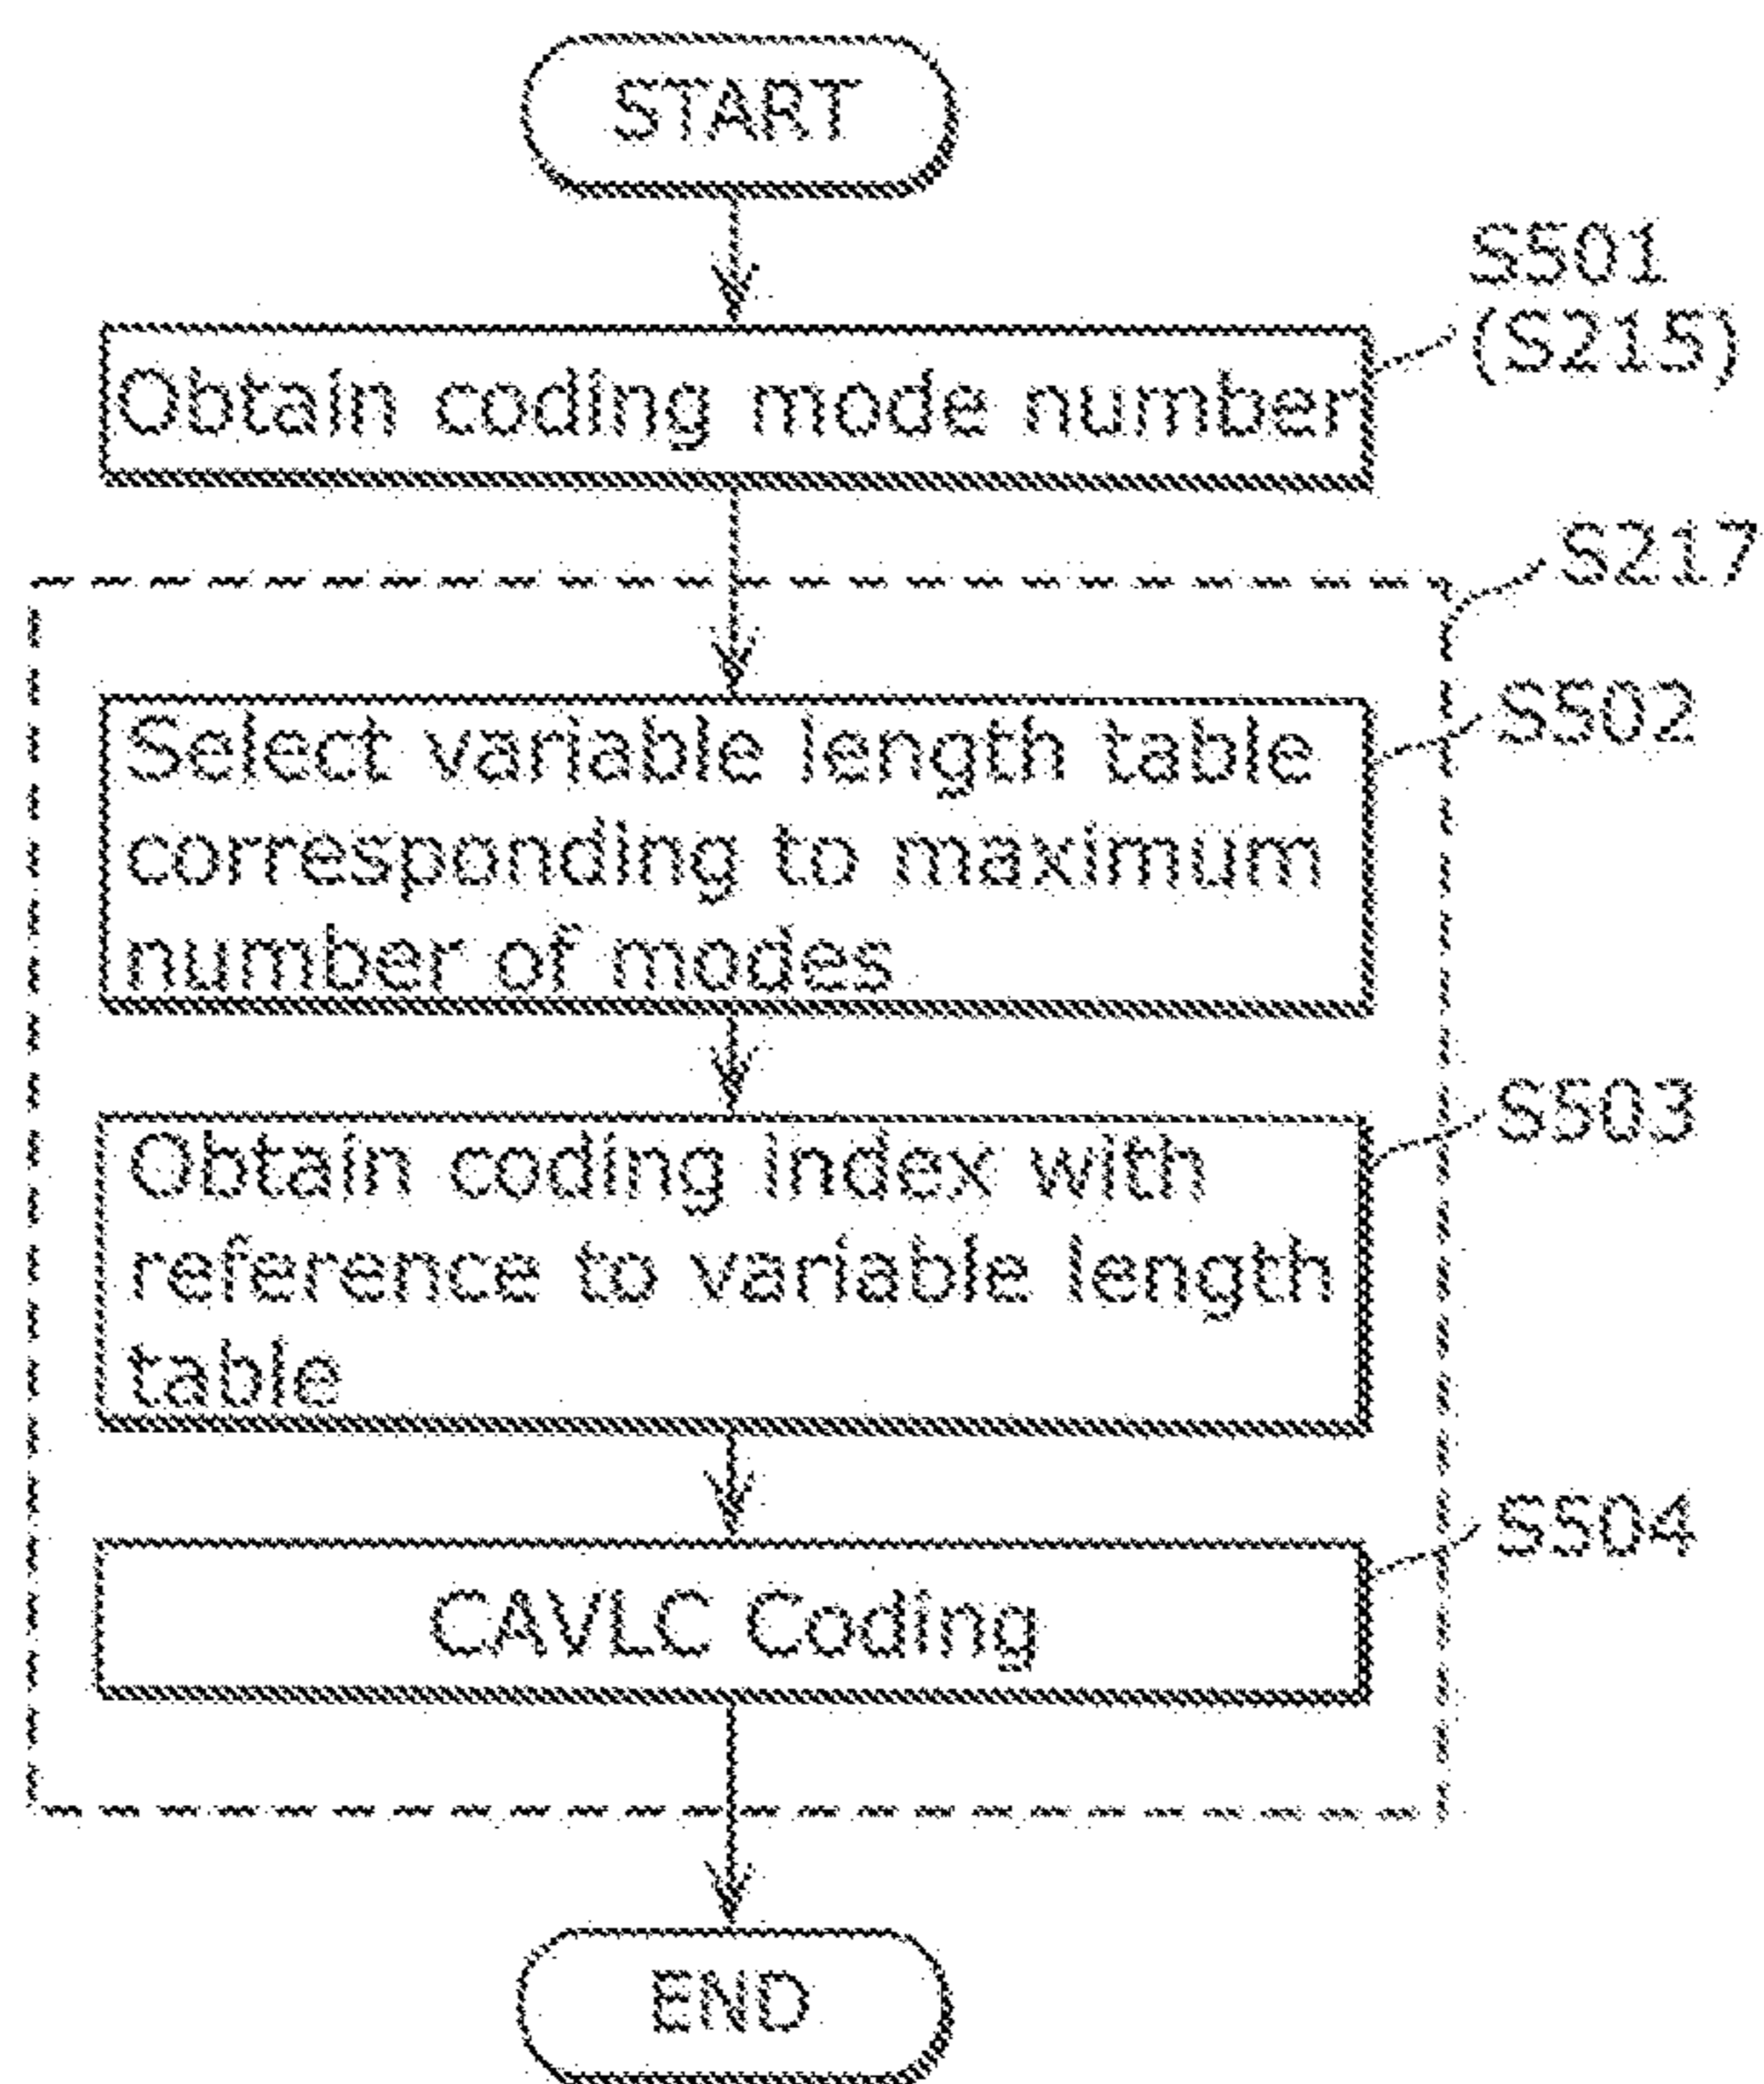 START
S501
(S215)
Obtain coding mode number
S217
S502
Select variable length table
corresponding to maximum
number of modes
S503
Obtain coding index with
reference to variable length
table
S504
CAVLC Coding
END